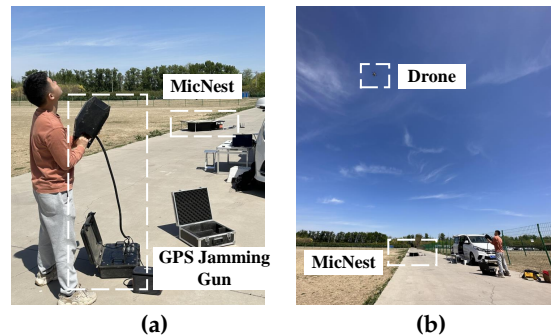 MicNest
GPS Jamming
Gun
(a)
Drone
MicNest
(b)